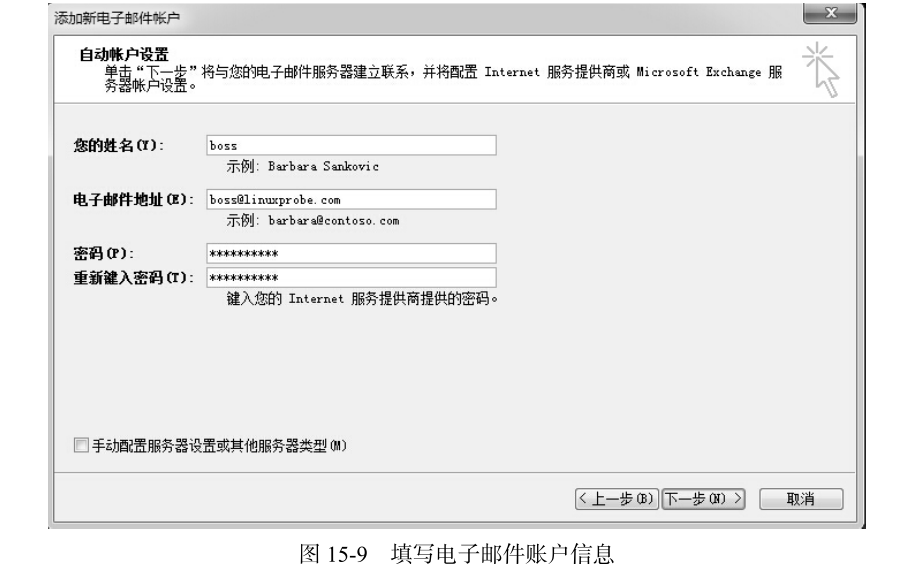 添加新电子邮件帐户
自动帐户设置
单击“下一步”将与您的电子邮件服务器建立联系，并将配置 Internet 服务提供商或 Microsoft Exchange 服
务器帐户设置。
您的姓名(Y)： boss
示例: Barbara Sankovic
电子邮件地址(E)： boss@linuxprobe.com
示例: barbara@contoso.com
密码(P)： **********
重新键入密码(T)： **********
键入您的 Internet 服务提供商提供的密码。
手动配置服务器设置或其他服务器类型(M)
< 上一步(B) 下一步(N) > 取消
图 15-9 填写电子邮件账户信息